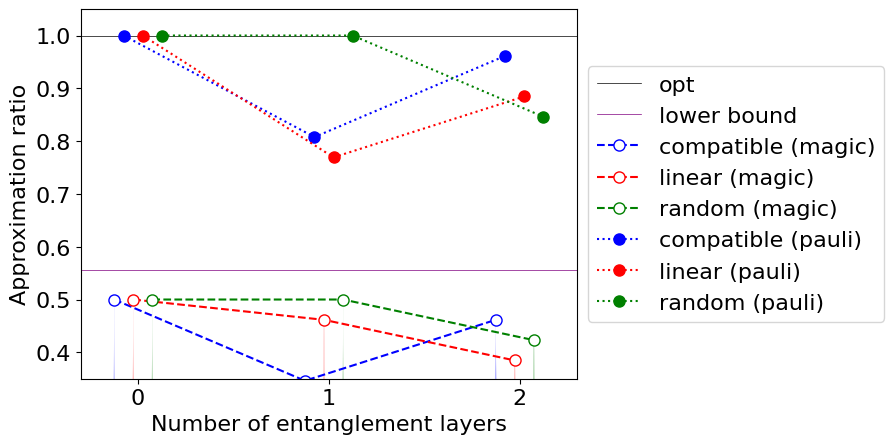 1.0
0.9
0.8
0.7
0.6
0.5
0.4
Approximation ratio
0
1
2
Number of entanglement layers
opt
lower bound
compatible (magic)
linear (magic)
random (magic)
compatible (pauli)
linear (pauli)
random (pauli)